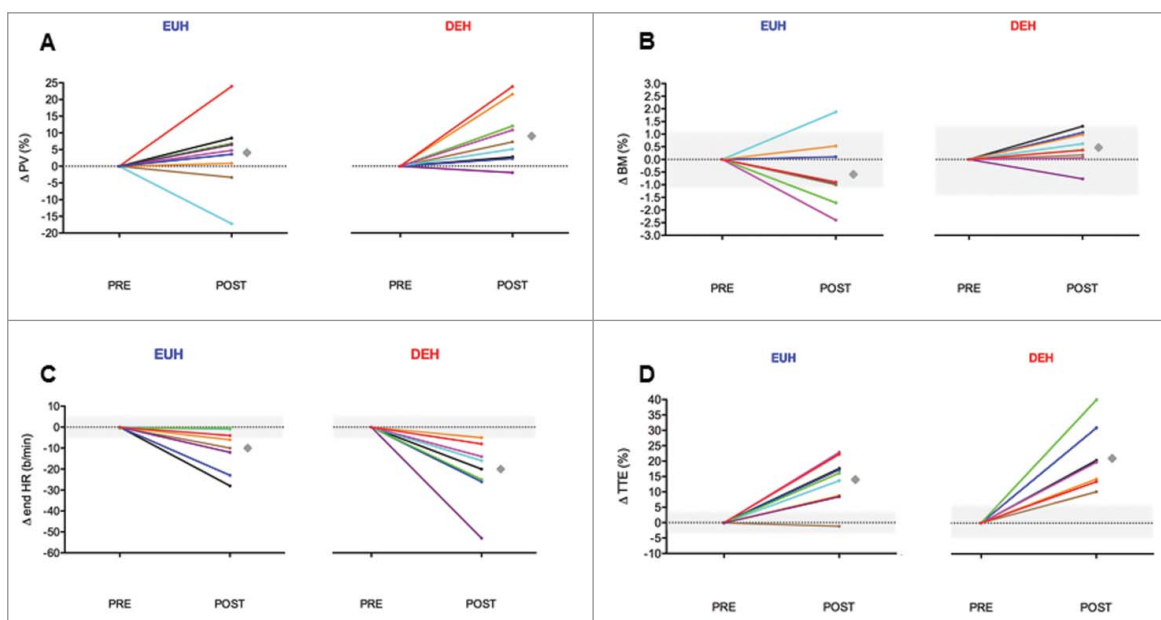 A
EUH
DEH
Δ PV (%)
25
20
15
10
5
0
-5
-10
-15
-20
PRE
POST
PRE
POST
B
EUH
DEH
Δ BM (%)
3.0
2.5
2.0
1.5
1.0
0.5
0.0
-0.5
-1.0
-1.5
-2.0
-2.5
-3.0
PRE
POST
PRE
POST
C
EUH
DEH
Δ end HR (b/min)
10
0
-10
-20
-30
-40
-50
-60
PRE
POST
PRE
POST
D
EUH
DEH
Δ TTE (%)
40
35
30
25
20
15
10
5
0
-5
-10
PRE
POST
PRE
POST